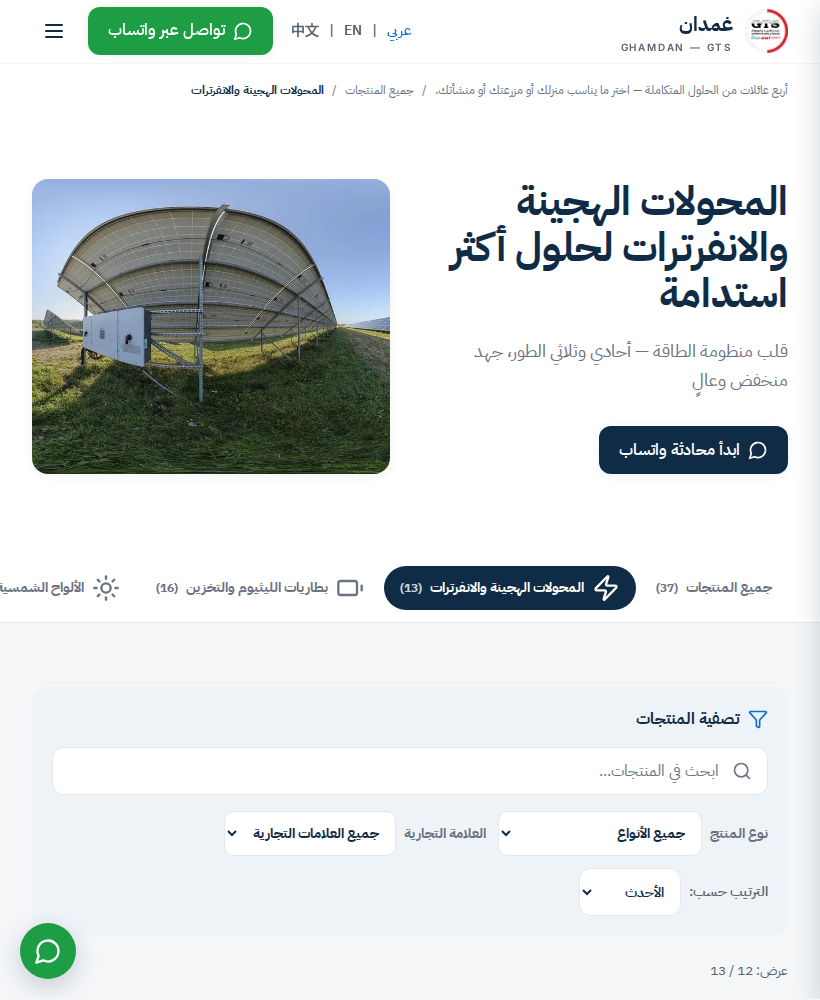 غمدان
GHAMDAN — GTS
GTS
عربي | EN | 中文
تواصل عبر واتساب
أربع عائلات من الحلول المتكاملة — اختر ما يناسب منزلك أو مزرعتك أو منشأتك. / جميع المنتجات / المحولات الهجينة والانفرترات
المحولات الهجينة
والانفرترات لحلول أكثر
استدامة
قلب منظومة الطاقة — أحادي وثلاثي الطور، جهد
منخفض وعالٍ
ابدأ محادثة واتساب
جميع المنتجات (37)
المحولات الهجينة والانفرترات (13)
بطاريات الليثيوم والتخزين (16)
الألواح الشمسية
تصفية المنتجات
ابحث في المنتجات...
نوع المنتج جميع الأنواع العلامة التجارية جميع العلامات التجارية
الترتيب حسب: الأحدث
عرض: 12 / 13